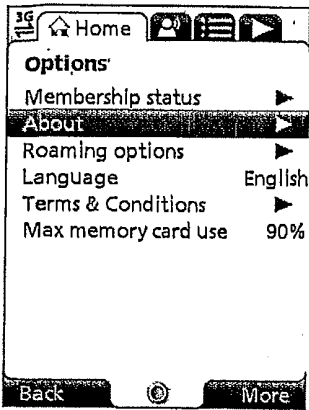 3G
Home
Options
Membership status
About
Roaming options
Language English
Terms & Conditions
Max memory card use 90%
Back More